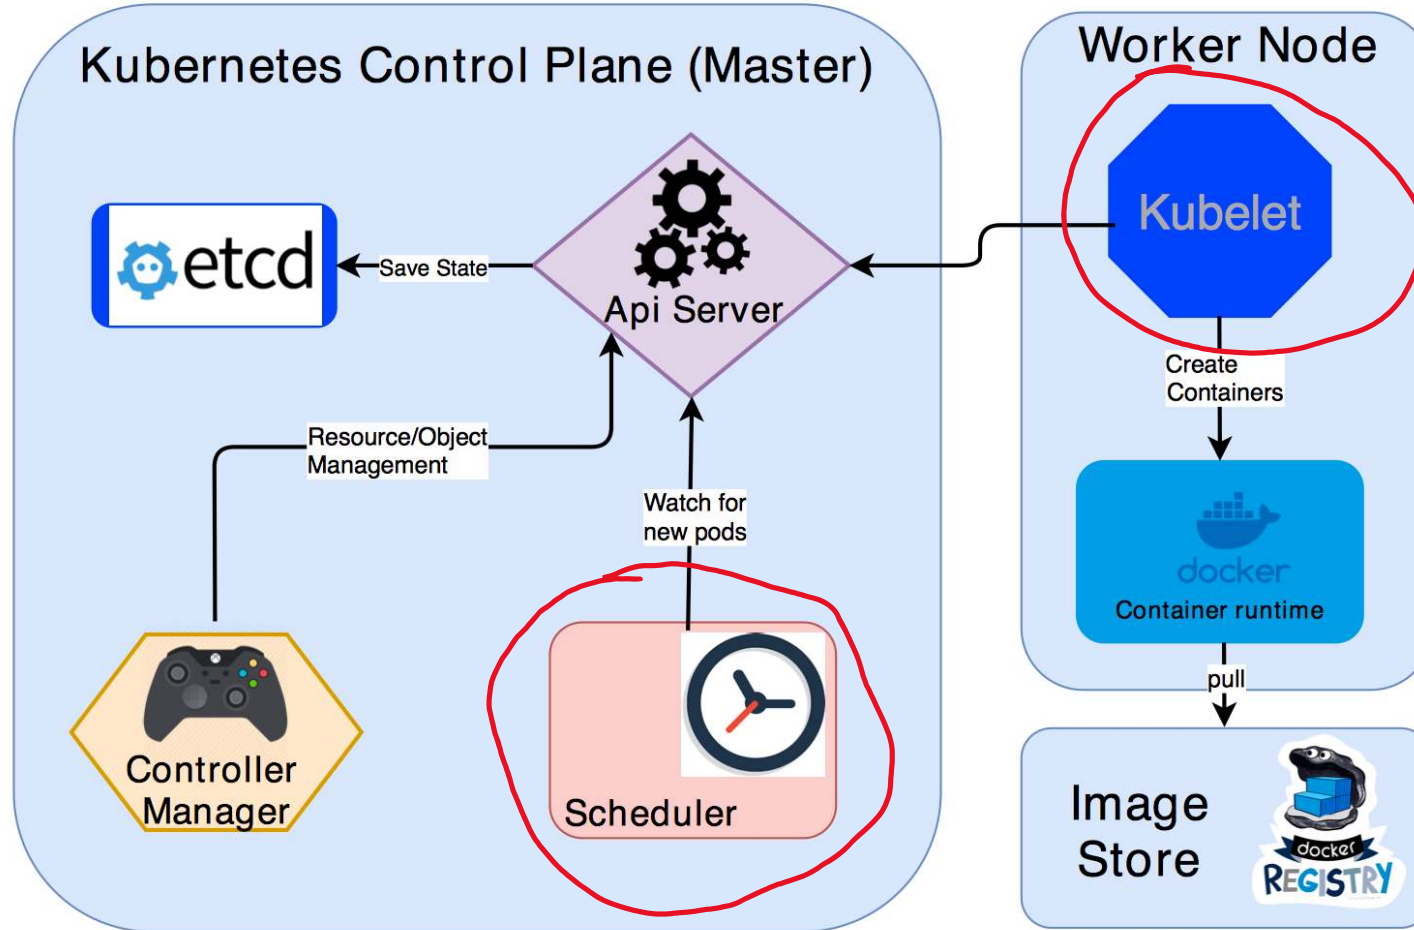 Kubernetes Control Plane (Master)
etcd
Save State
Api Server
Resource/Object
Management
Watch for
new pods
Controller
Manager
Scheduler
Worker Node
Kubelet
Create
Containers
docker
Container runtime
pull
Image
Store
docker
REGISTRY